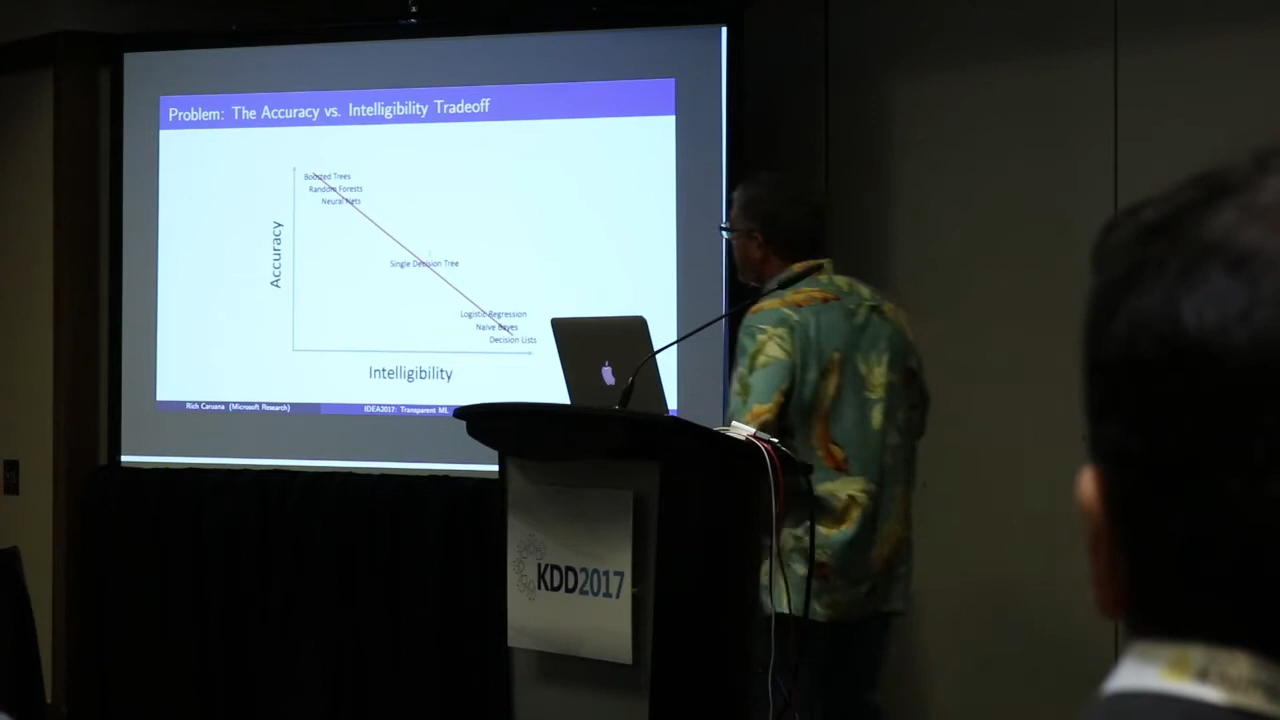 Problem: The Accuracy vs. Intelligibility Tradeoff
Boosted Trees
Random Forests
Neural Nets
Accuracy
Single Decision Tree
Logistic Regression
Naive Bayes
Decision Lists
Intelligibility
Rich Caruana (Microsoft Research)
IDEA2017: Transparent ML
KDD2017